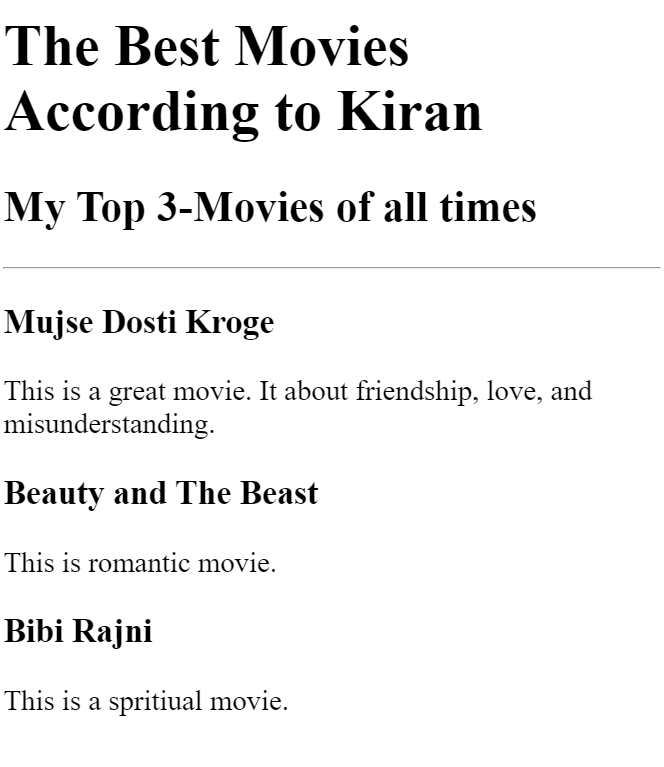 The Best Movies
According to Kiran
My Top 3-Movies of all times
Mujse Dosti Kroge
This is a great movie. It about friendship, love, and
misunderstanding.
Beauty and The Beast
This is romantic movie.
Bibi Rajni
This is a spritiual movie.